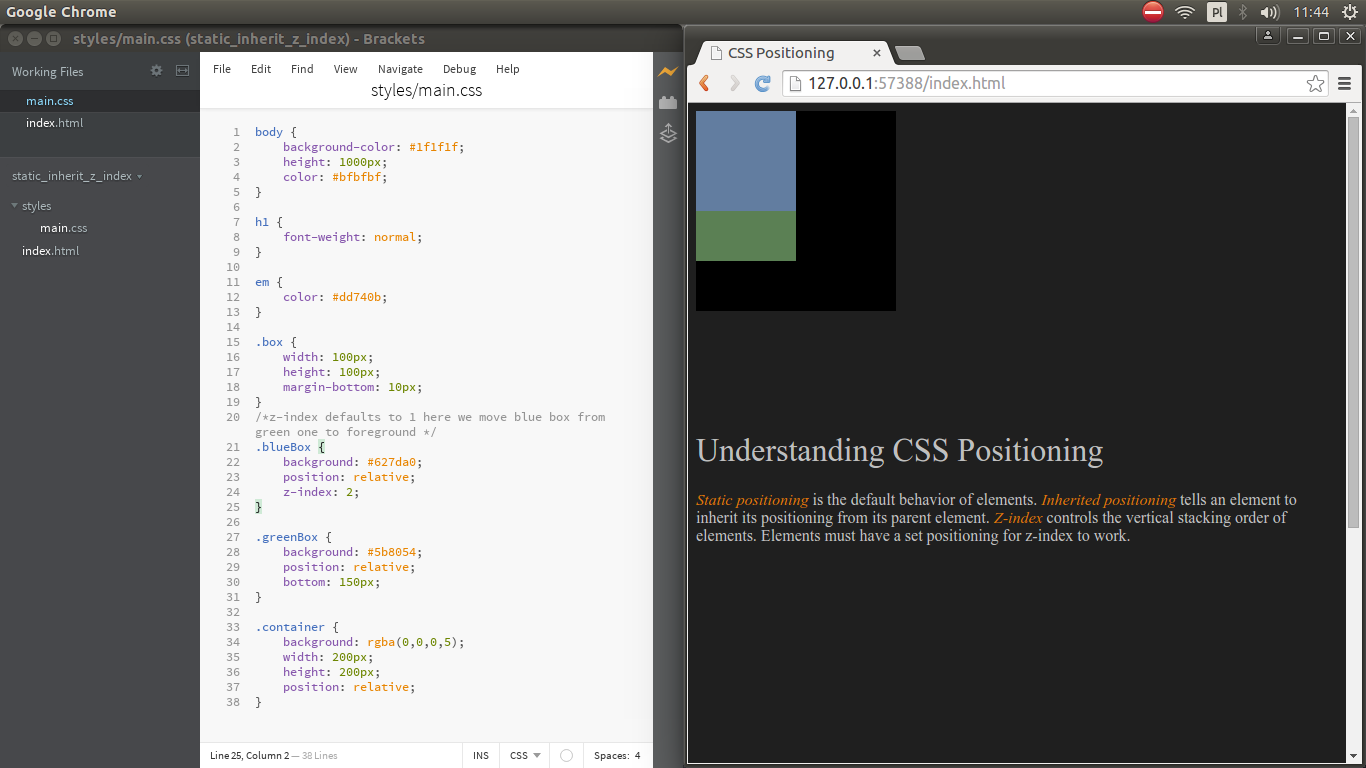 Google Chrome
Pl
11:44
styles/main.css (static_inherit_z_index) - Brackets
Working Files
main.css
index.html
static_inherit_z_index
styles
main.css
index.html
File Edit Find View Navigate Debug Help
styles/main.css
1 body {
2 background-color: #1f1f1f;
3 height: 1000px;
4 color: #bfbfbf;
5 }
6
7 h1 {
8 font-weight: normal;
9 }
10
11 em {
12 color: #dd740b;
13 }
14
15 .box {
16 width: 100px;
17 height: 100px;
18 margin-bottom: 10px;
19 }
20 /*z-index defaults to 1 here we move blue box from
green one to foreground */
21 .blueBox {
22 background: #627da0;
23 position: relative;
24 z-index: 2;
25 }
26
27 .greenBox {
28 background: #5b8054;
29 position: relative;
30 bottom: 150px;
31 }
32
33 .container {
34 background: rgba(0,0,0,5);
35 width: 200px;
36 height: 200px;
37 position: relative;
38 }
Line 25, Column 2 — 38 Lines
INS
CSS
Spaces: 4
CSS Positioning
127.0.0.1:57388/index.html
Understanding CSS Positioning
Static positioning is the default behavior of elements. Inherited positioning tells an element to
inherit its positioning from its parent element. Z-index controls the vertical stacking order of
elements. Elements must have a set positioning for z-index to work.